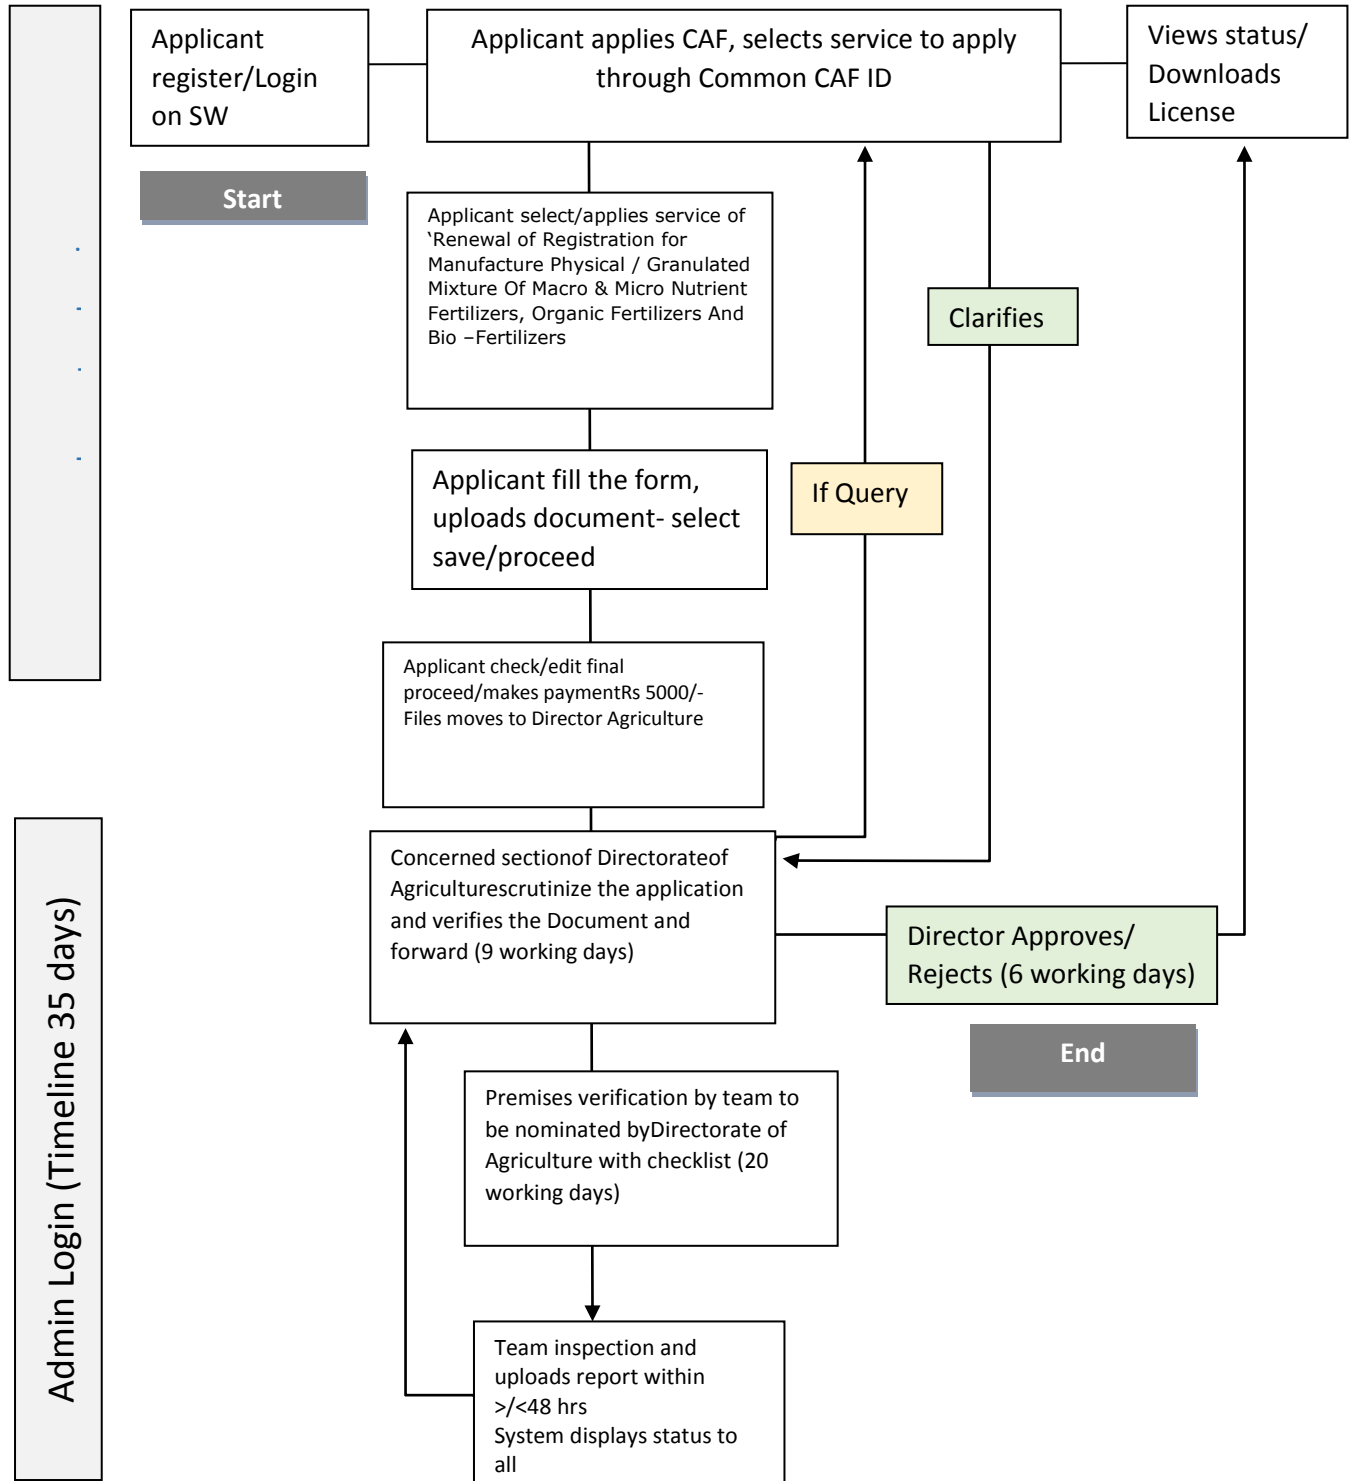 Applicant
register/Login
on SW
Applicant applies CAF, selects service to apply
through Common CAF ID
Views status/
Downloads
License
Start
Applicant select/applies service of
‘Renewal of Registration for
Manufacture Physical / Granulated
Mixture Of Macro & Micro Nutrient
Fertilizers, Organic Fertilizers And
Bio –Fertilizers
Clarifies
Applicant fill the form,
uploads document- select
save/proceed
If Query
Applicant check/edit final
proceed/makes paymentRs 5000/-
Files moves to Director Agriculture
Admin Login (Timeline 35 days)
Concerned sectionof Directorateof
Agriculturescrutinize the application
and verifies the Document and
forward (9 working days)
Director Approves/
Rejects (6 working days)
End
Premises verification by team to
be nominated byDirectorate of
Agriculture with checklist (20
working days)
Team inspection and
uploads report within
>/<48 hrs
System displays status to
all